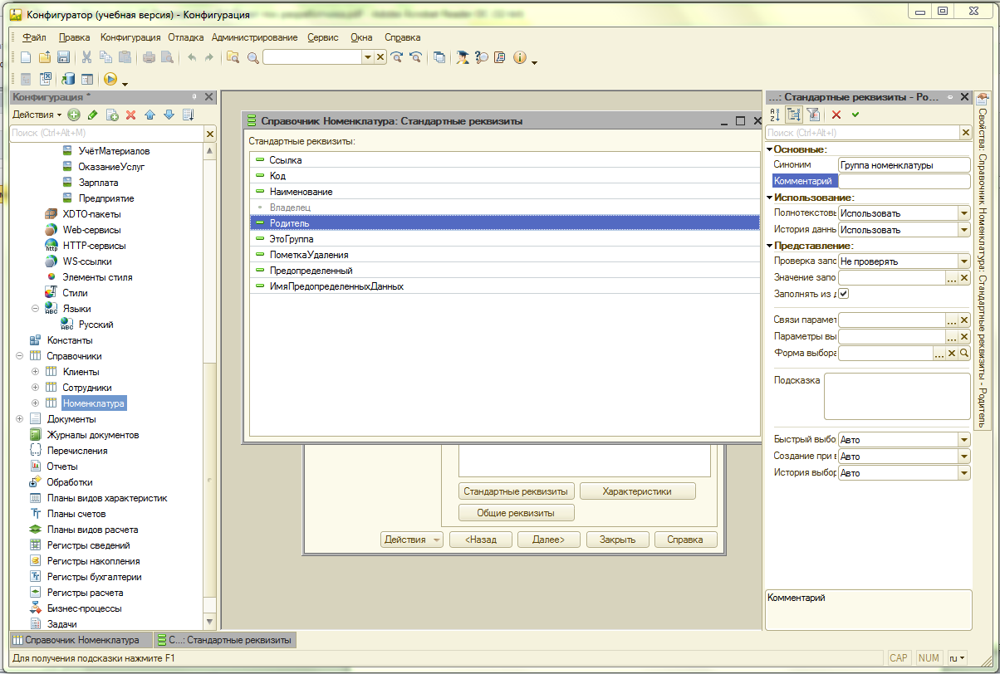 Конфигуратор (учебная версия) - Конфигурация
Файл Правка Конфигурация Отладка Администрирование Сервис Окна Справка
Конфигурация *
Действия
Поиск (Ctrl+Alt+M)
УчётМатериалов
ОказаниеУслуг
Зарплата
Предприятие
XDTO-пакеты
Web-сервисы
HTTP-сервисы
WS-ссылки
Элементы стиля
Стили
Языки
Русский
Константы
Справочники
Клиенты
Сотрудники
Номенклатура
Документы
Журналы документов
Перечисления
Отчеты
Обработки
Планы видов характеристик
Планы счетов
Планы видов расчета
Регистры сведений
Регистры накопления
Регистры бухгалтерии
Регистры расчета
Бизнес-процессы
Задачи
Справочник Номенклатура: Стандартные реквизиты
Стандартные реквизиты:
Ссылка
Код
Наименование
Владелец
Родитель
ЭтоГруппа
ПометкаУдаления
Предопределенный
ИмяПредопределенныхДанных
Стандартные реквизиты Характеристики
Общие реквизиты
Действия <Назад Далее> Закрыть Справка
...: Стандартные реквизиты - Ро...
Поиск (Ctrl+Alt+I)
Основные:
Синоним Группа номенклатуры
Комментарий
Использование:
Полнотекстовь Использовать
История данны Использовать
Представление:
Проверка запо Не проверять
Значение запо
Заполнять из д
Связи парамет
Параметры вы
Форма выбора
Подсказка
Быстрый выбо Авто
Создание при в Авто
История выбор Авто
Комментарий
Свойства: Справочник Номенклатура: Стандартные реквизиты - Родитель
Справочник Номенклатура С...: Стандартные реквизиты
Для получения подсказки нажмите F1 CAP NUM ru